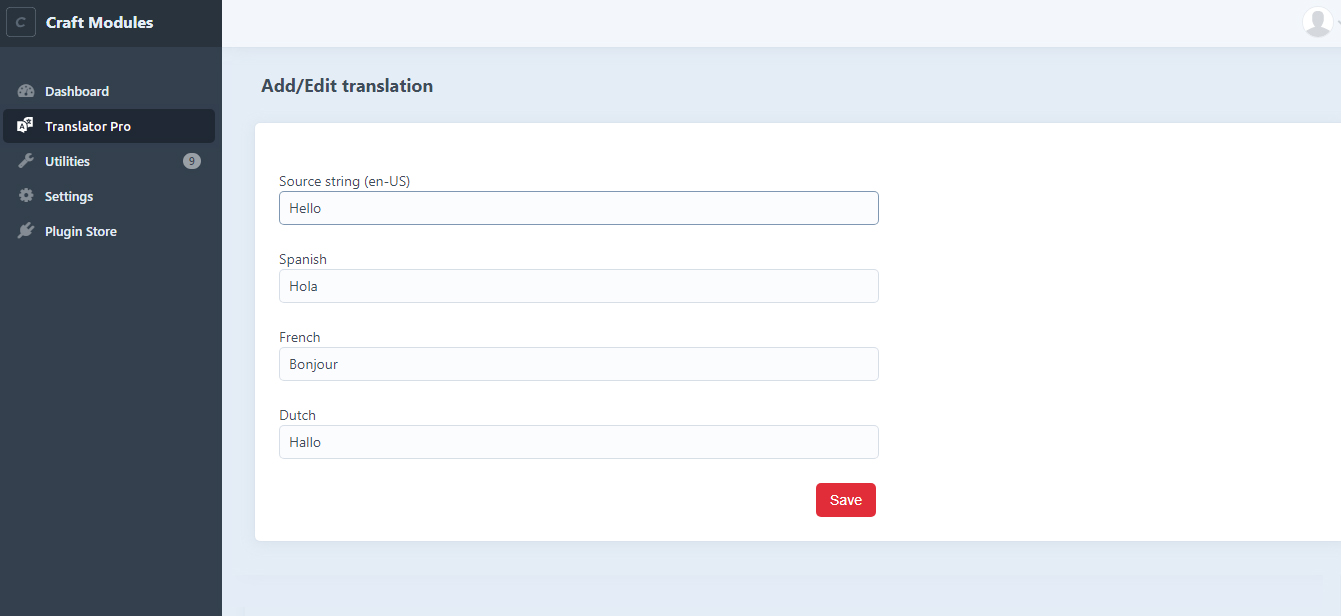 C Craft Modules
Dashboard
Translator Pro
Utilities 9
Settings
Plugin Store
Add/Edit translation
Source string (en-US)
Hello
Spanish
Hola
French
Bonjour
Dutch
Hallo
Save